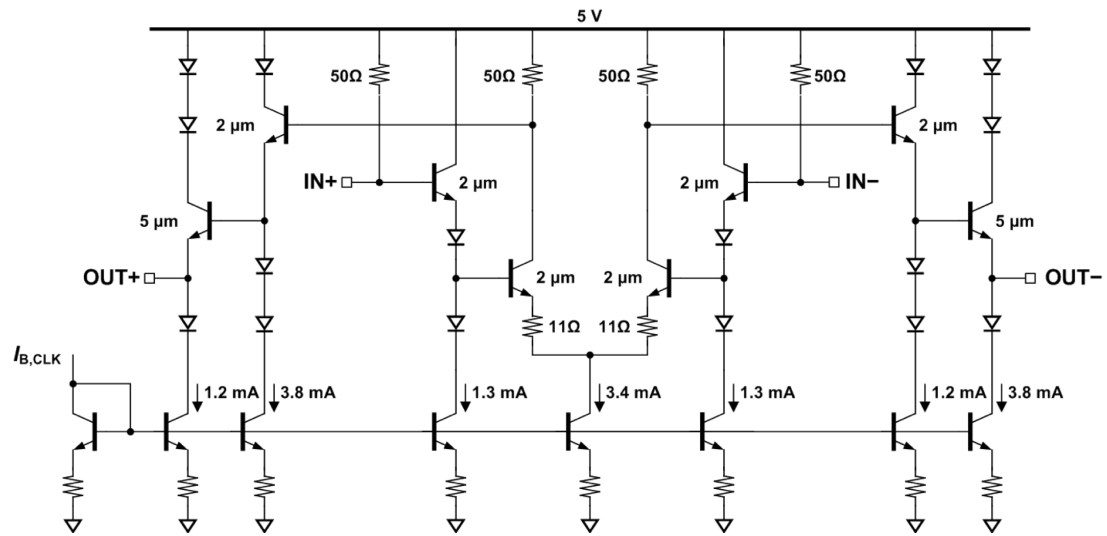 5 V
50Ω
50Ω
50Ω
50Ω
2 µm
2 µm
IN+
2 µm
2 µm
IN−
5 µm
5 µm
OUT+
2 µm
2 µm
OUT−
11Ω
11Ω
I_B,CLK
1.2 mA
3.8 mA
1.3 mA
3.4 mA
1.3 mA
1.2 mA
3.8 mA